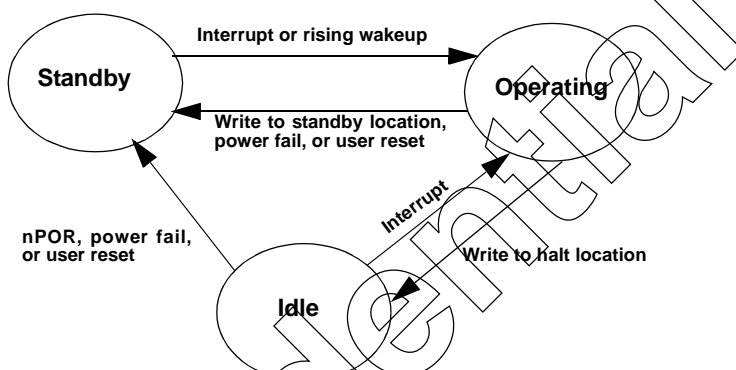 Interrupt or rising wakeup
Standby
Operating
Write to standby location,
power fail, or user reset
Interrupt
nPOR, power fail,
or user reset
Write to halt location
Idle